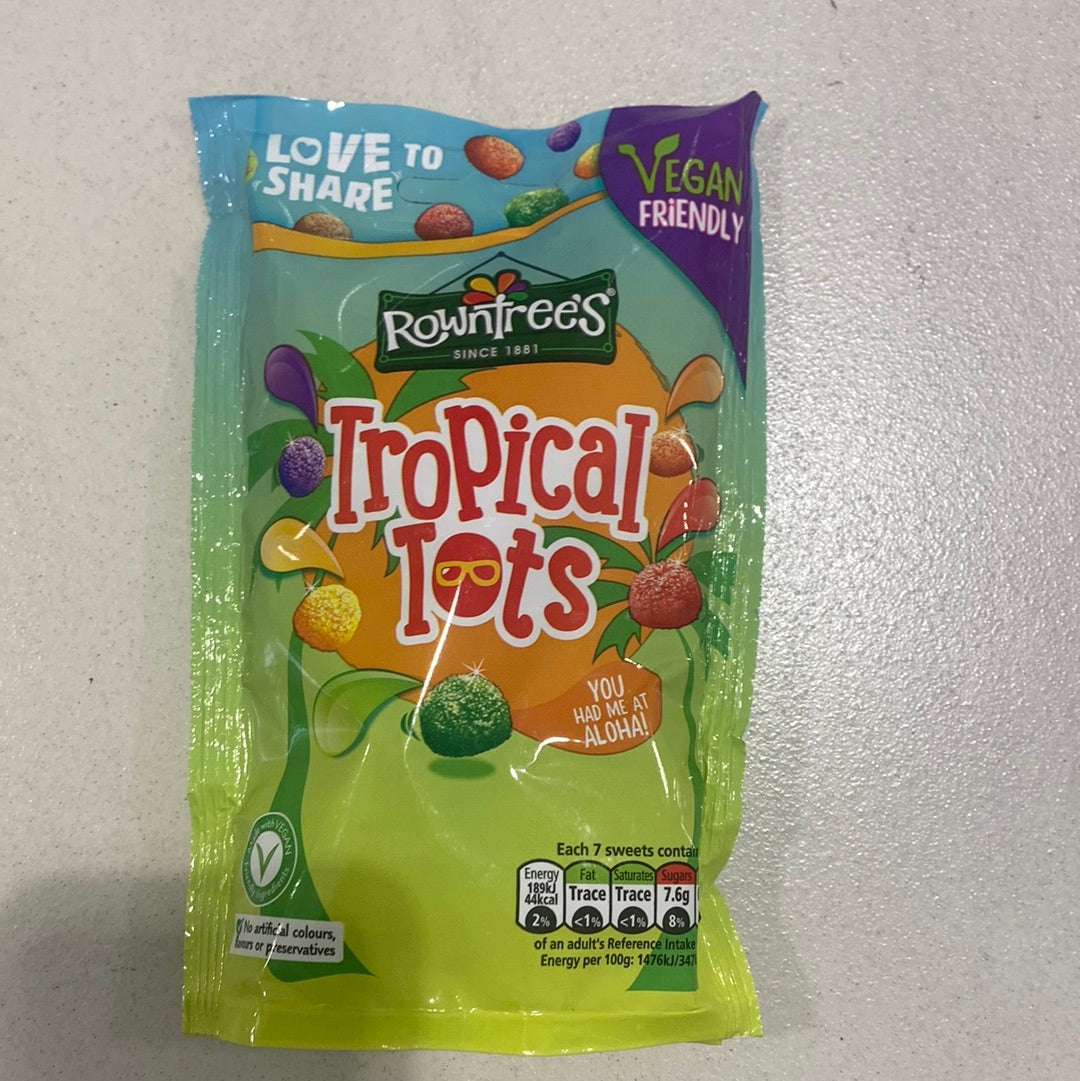 LOVE TO
SHARE
VEGAN
FRiENDLY
Rowntree's®
SINCE 1881
Tropical
Tots
YOU
HAD ME AT
ALOHA!
VEGAN
Ingredients
V
No artificial colours,
or preservatives
Each 7 sweets contain
Energy
189kJ
44kcal
2%
Fat
Trace
<1%
Saturates
Trace
<1%
Sugars
7.6g
8%
of an adult's Reference Intake
Energy per 100g: 1476kJ/347